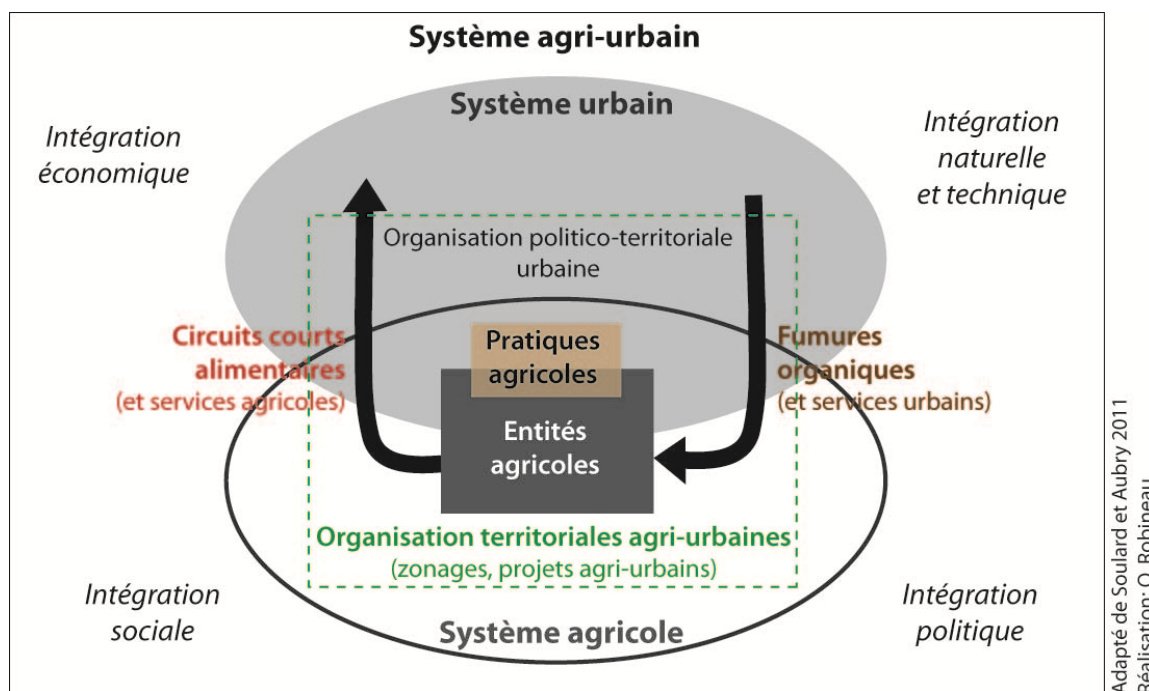 Système agri-urbain
Système urbain
Intégration
économique
Intégration
naturelle
et technique
Organisation politico-territoriale
urbaine
Circuits courts
alimentaires
(et services agricoles)
Pratiques
agricoles
Fumures
organiques
(et services urbains)
Entités
agricoles
Organisation territoriales agri-urbaines
(zonages, projets agri-urbains)
Intégration
sociale
Système agricole
Intégration
politique
Adapté de Soulard et Aubry 2011
Réalisation: O. Robineau